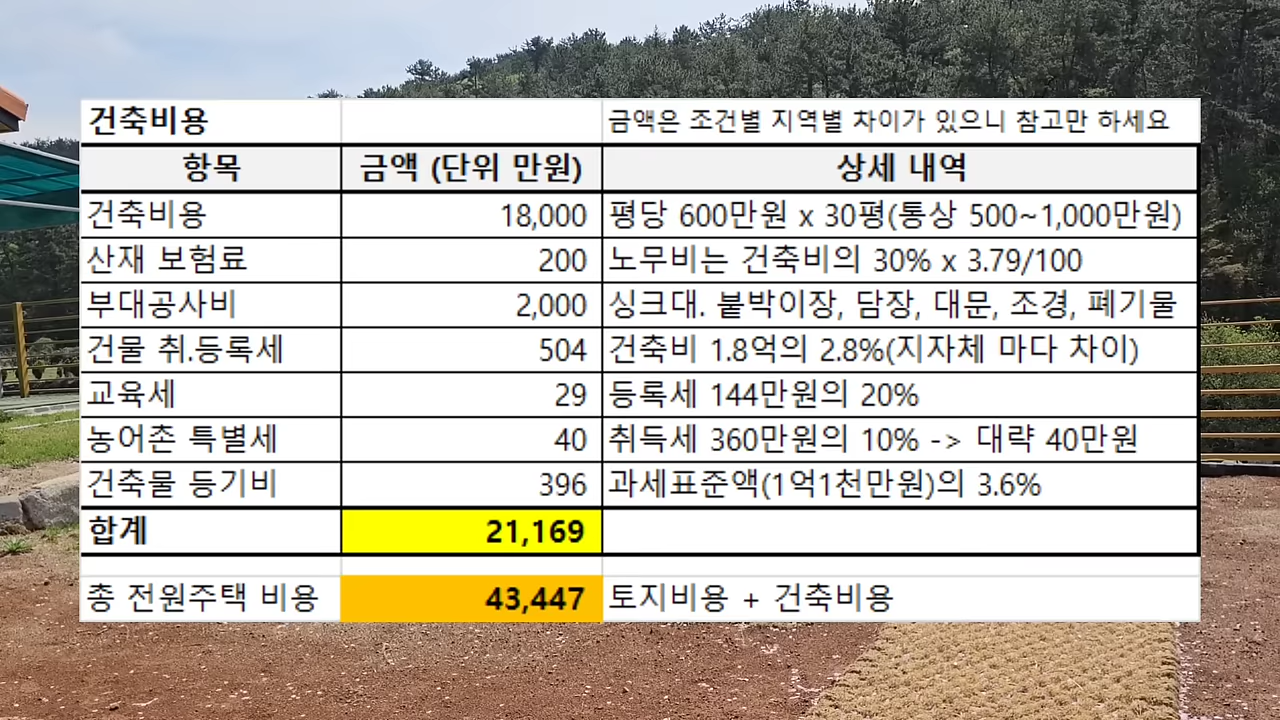 건축비용 금액은 조건별 지역별 차이가 있으니 참고만 하세요
항목 금액 (단위 만원) 상세 내역
건축비용 18,000 평당 600만원 x 30평(통상 500~1,000만원)
산재 보험료 200 노무비는 건축비의 30% x 3.79/100
부대공사비 2,000 싱크대. 붙박이장, 담장, 대문, 조경, 폐기물
건물 취.등록세 504 건축비 1.8억의 2.8%(지자체 마다 차이)
교육세 29 등록세 144만원의 20%
농어촌 특별세 40 취득세 360만원의 10% -> 대략 40만원
건축물 등기비 396 과세표준액(1억1천만원)의 3.6%
합계 21,169
총 전원주택 비용 43,447 토지비용 + 건축비용